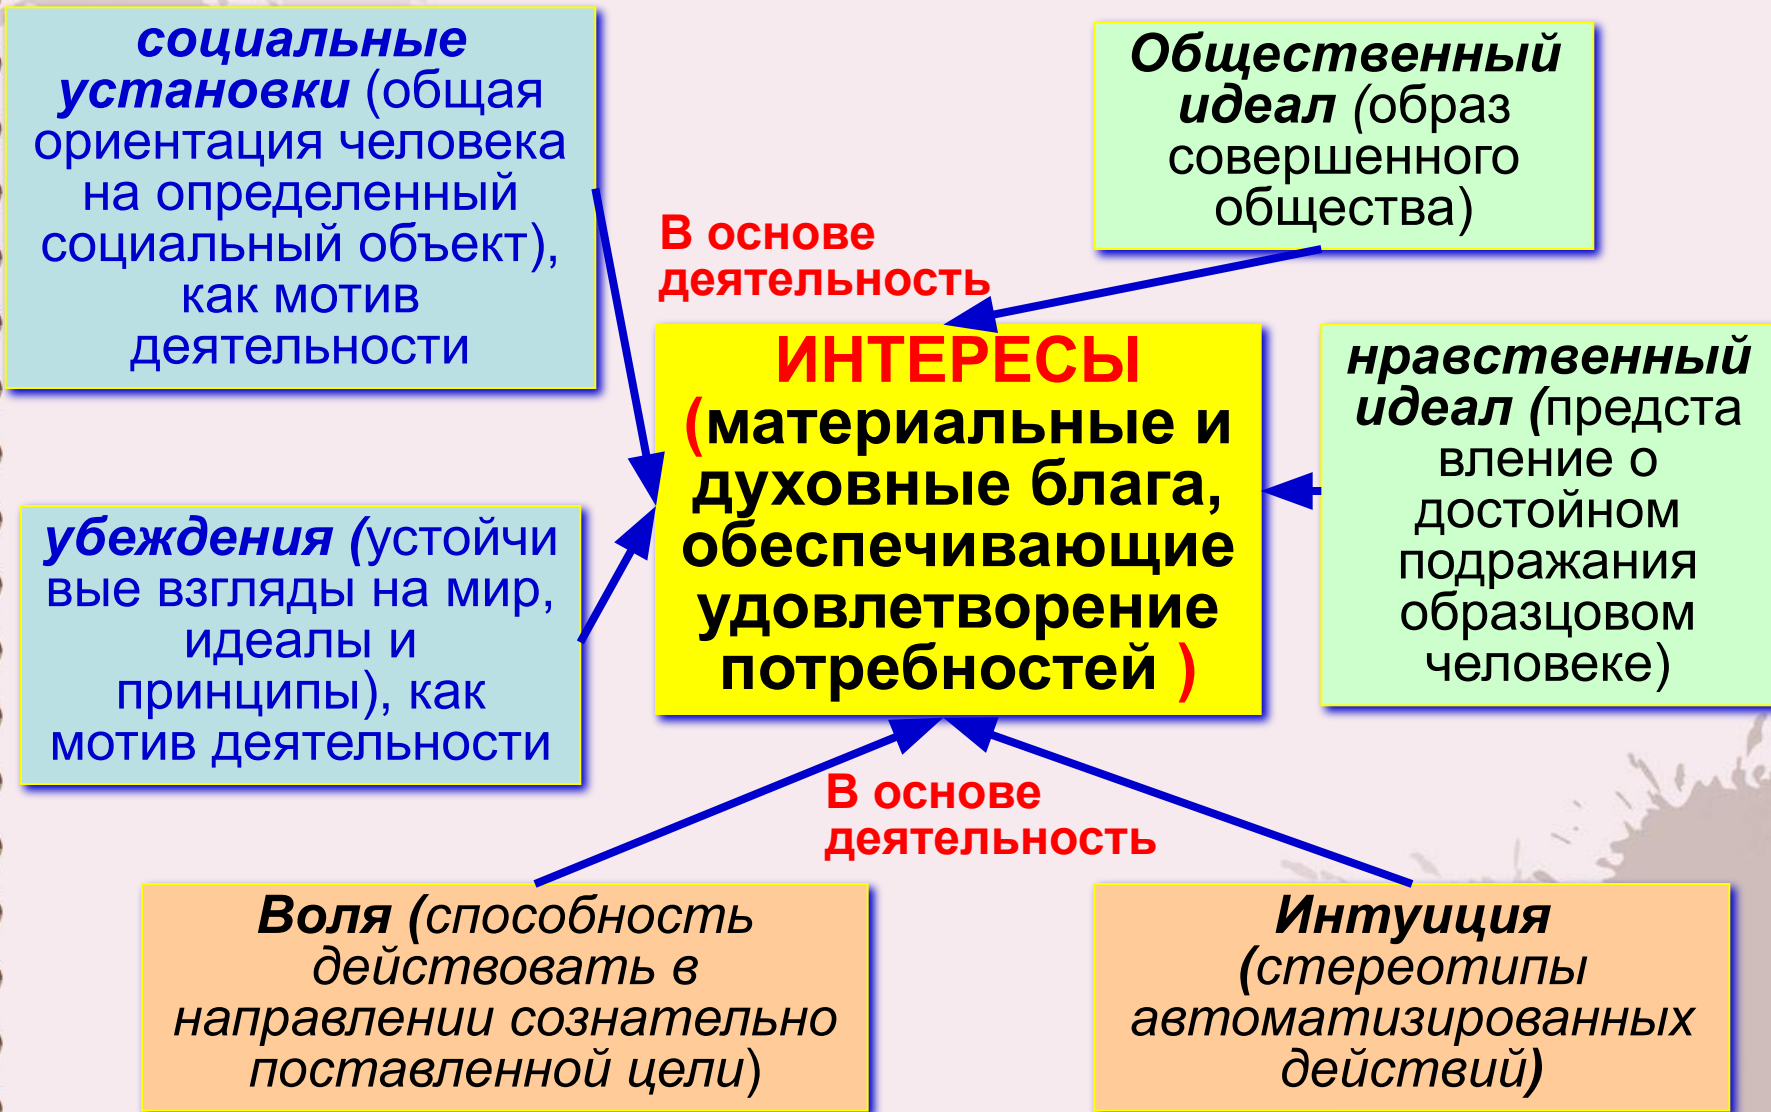 социальные
установки (общая
ориентация человека
на определенный
социальный объект),
как мотив
деятельности
Общественный
идеал (образ
совершенного
общества)
В основе
деятельность
ИНТЕРЕСЫ
(материальные и
духовные блага,
обеспечивающие
удовлетворение
потребностей )
нравственный
идеал (предста
вление о
достойном
подражания
образцовом
человеке)
убеждения (устойчи
вые взгляды на мир,
идеалы и
принципы), как
мотив деятельности
В основе
деятельность
Воля (способность
действовать в
направлении сознательно
поставленной цели)
Интуиция
(стереотипы
автоматизированных
действий)